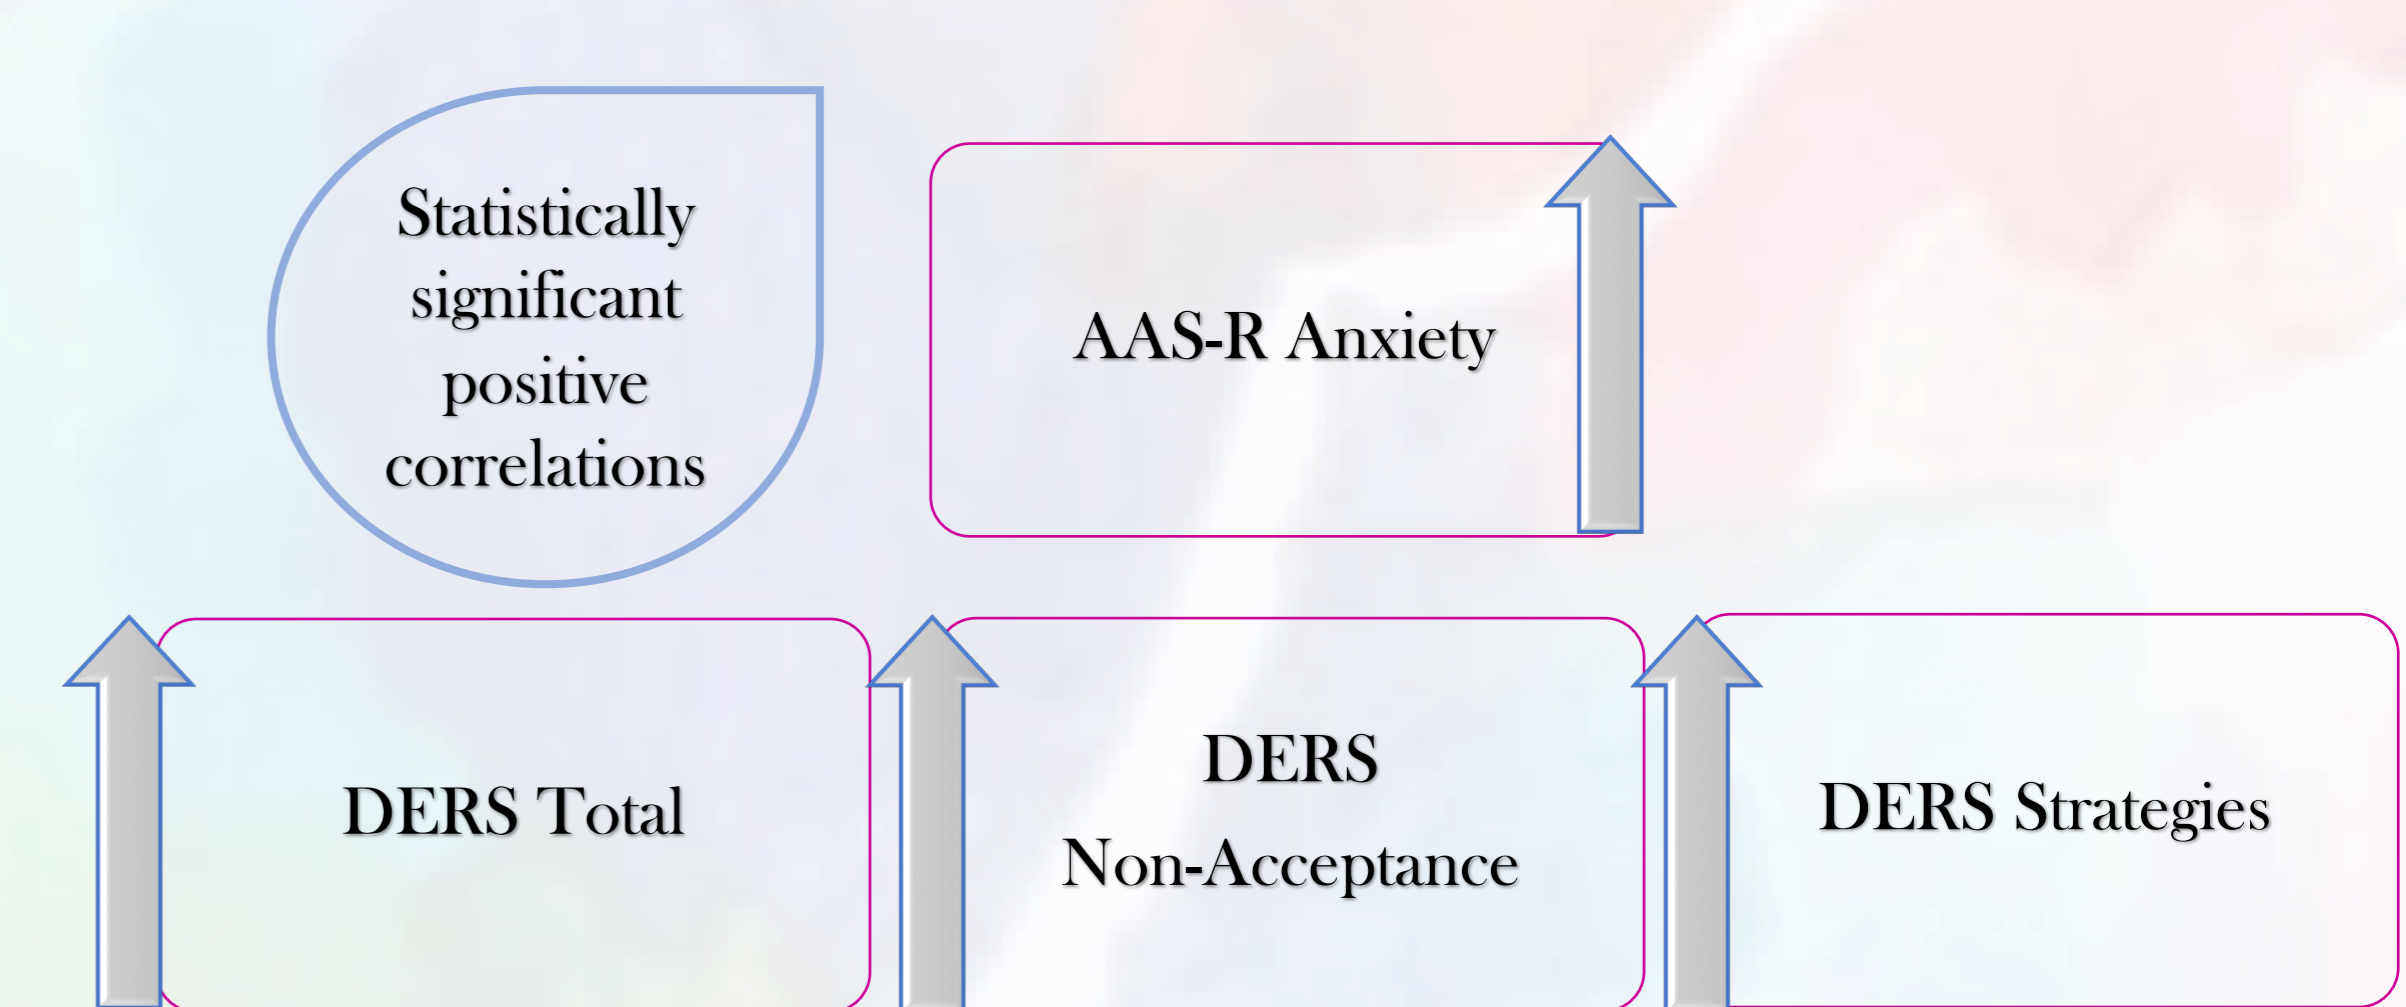 Statistically
significant
positive
correlations
AAS-R Anxiety
DERS Total
DERS
Non-Acceptance
DERS Strategies